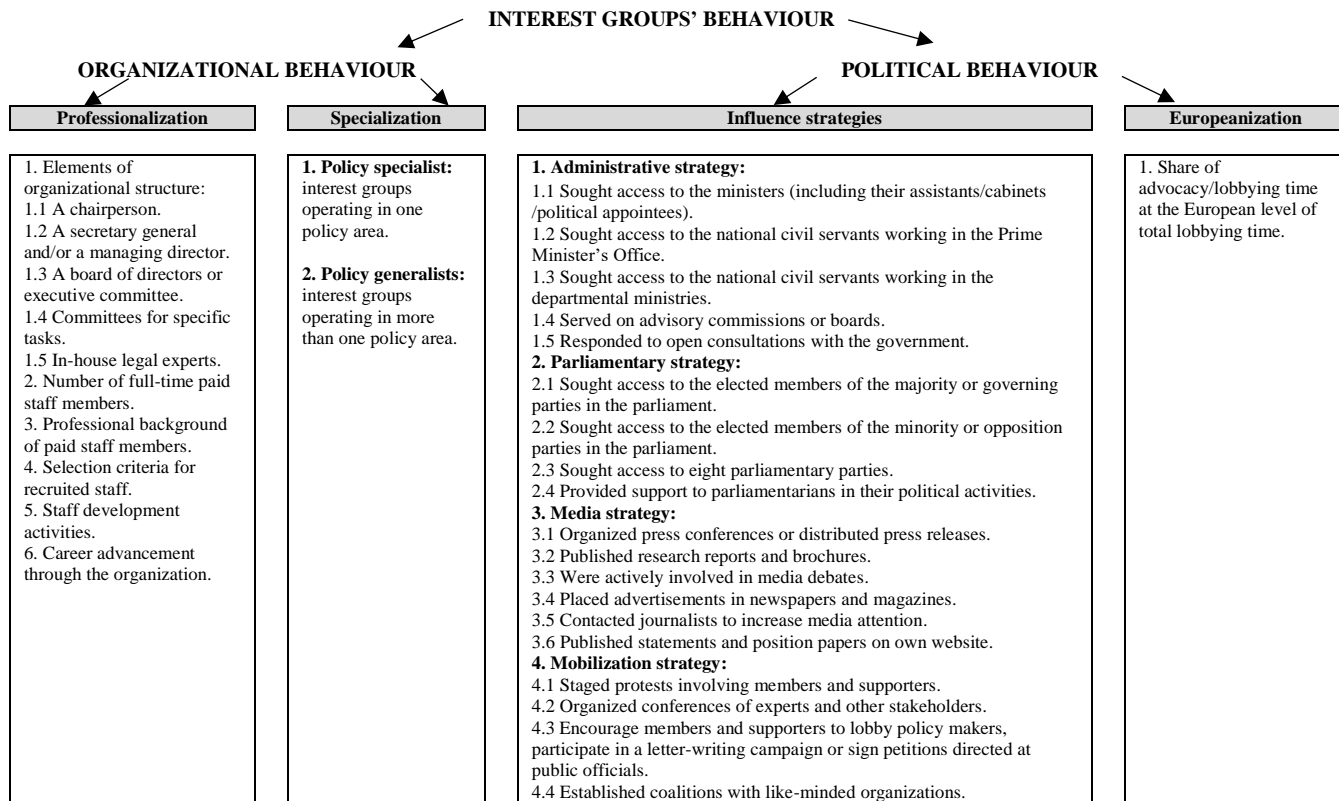 INTEREST GROUPS’ BEHAVIOUR
ORGANIZATIONAL BEHAVIOUR
POLITICAL BEHAVIOUR
Professionalization
Specialization
Influence strategies
Europeanization
1. Elements of
organizational structure:
1.1 A chairperson.
1.2 A secretary general
and/or a managing director.
1.3 A board of directors or
executive committee.
1.4 Committees for specific
tasks.
1.5 In-house legal experts.
2. Number of full-time paid
staff members.
3. Professional background
of paid staff members.
4. Selection criteria for
recruited staff.
5. Staff development
activities.
6. Career advancement
through the organization.
1. Policy specialist:
interest groups
operating in one
policy area.
2. Policy generalists:
interest groups
operating in more
than one policy area.
1. Administrative strategy:
1.1 Sought access to the ministers (including their assistants/cabinets
/political appointees).
1.2 Sought access to the national civil servants working in the Prime
Minister’s Office.
1.3 Sought access to the national civil servants working in the
departmental ministries.
1.4 Served on advisory commissions or boards.
1.5 Responded to open consultations with the government.
2. Parliamentary strategy:
2.1 Sought access to the elected members of the majority or governing
parties in the parliament.
2.2 Sought access to the elected members of the minority or opposition
parties in the parliament.
2.3 Sought access to eight parliamentary parties.
2.4 Provided support to parliamentarians in their political activities.
3. Media strategy:
3.1 Organized press conferences or distributed press releases.
3.2 Published research reports and brochures.
3.3 Were actively involved in media debates.
3.4 Placed advertisements in newspapers and magazines.
3.5 Contacted journalists to increase media attention.
3.6 Published statements and position papers on own website.
4. Mobilization strategy:
4.1 Staged protests involving members and supporters.
4.2 Organized conferences of experts and other stakeholders.
4.3 Encourage members and supporters to lobby policy makers,
participate in a letter-writing campaign or sign petitions directed at
public officials.
4.4 Established coalitions with like-minded organizations.
1. Share of
advocacy/lobbying time
at the European level of
total lobbying time.